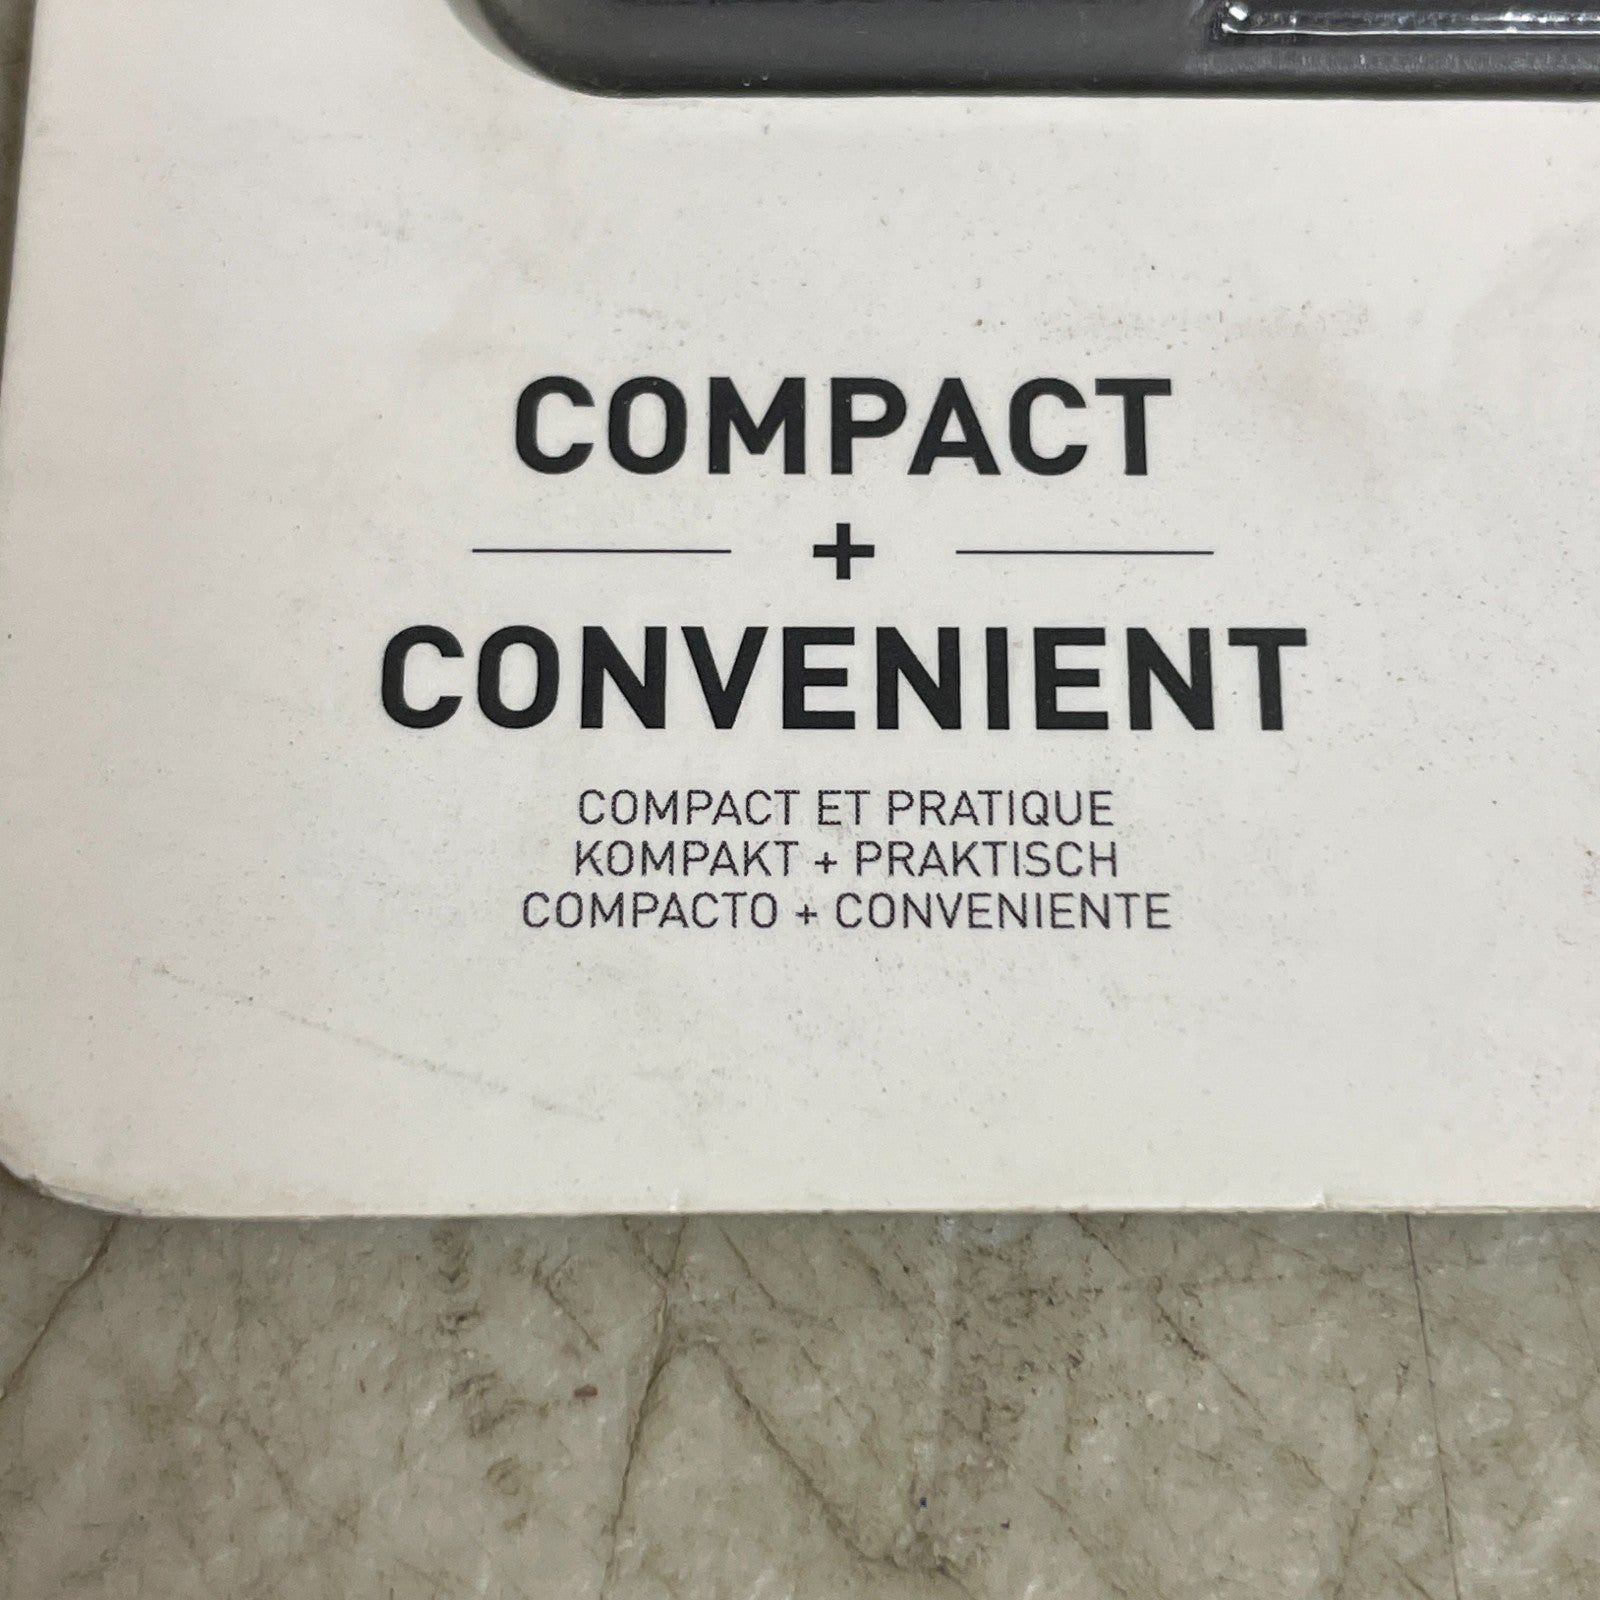 COMPACT
+
CONVENIENT
COMPACT ET PRATIQUE
KOMPAKT + PRAKTISCH
COMPACTO + CONVENIENTE